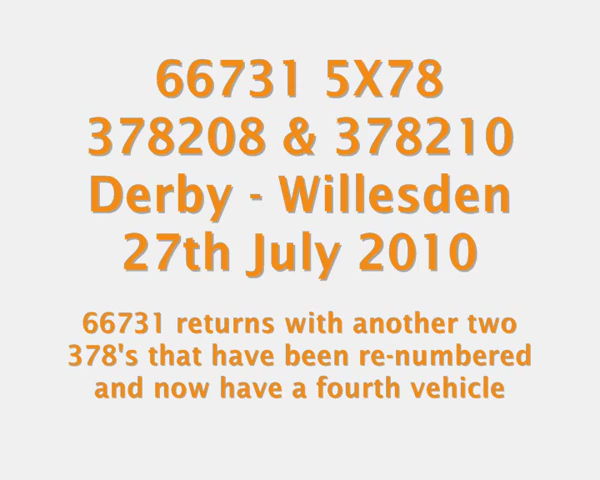 66731 5X78
378208 & 378210
Derby - Willesden
27th July 2010
66731 returns with another two
378's that have been re-numbered
and now have a fourth vehicle